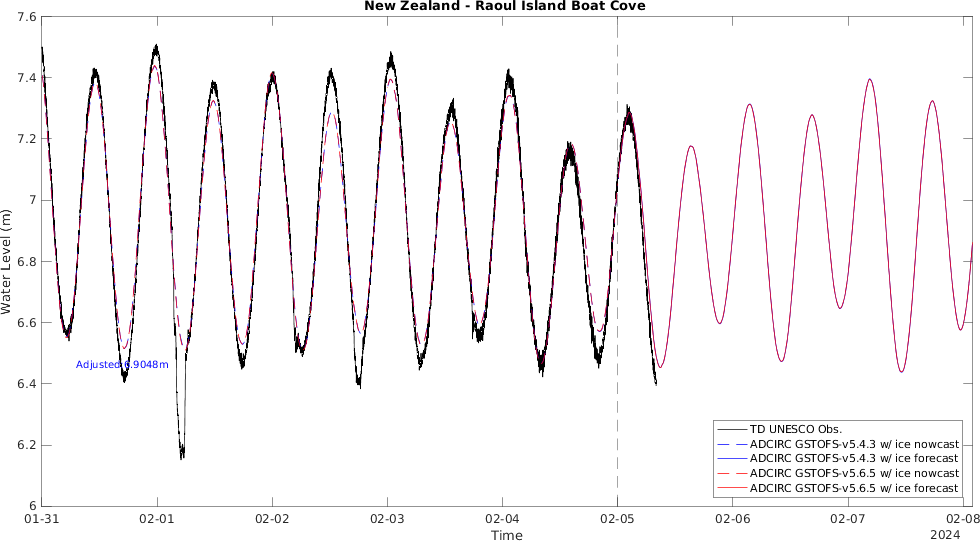 New Zealand - Raoul Island Boat Cove
7.6
7.4
7.2
7
6.8
6.6
6.4
6.2
6
Water Level (m)
Adjusted:6.9048m
TD UNESCO Obs.
ADCIRC GSTOFS-v5.4.3 w/ ice nowcast
ADCIRC GSTOFS-v5.4.3 w/ ice forecast
ADCIRC GSTOFS-v5.6.5 w/ ice nowcast
ADCIRC GSTOFS-v5.6.5 w/ ice forecast
01-31 02-01 02-02 02-03 02-04 02-05 02-06 02-07 02-08
Time
2024